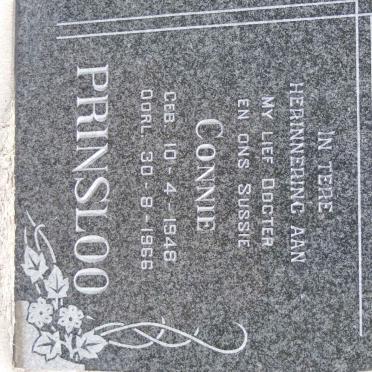 IN TERE
HERINNERING AAN
MY LIEF DOGTER
EN ONS SUSSIE
CONNIE
GEB. 10-4-1948
OORL. 30-8-1966
PRINSLOO